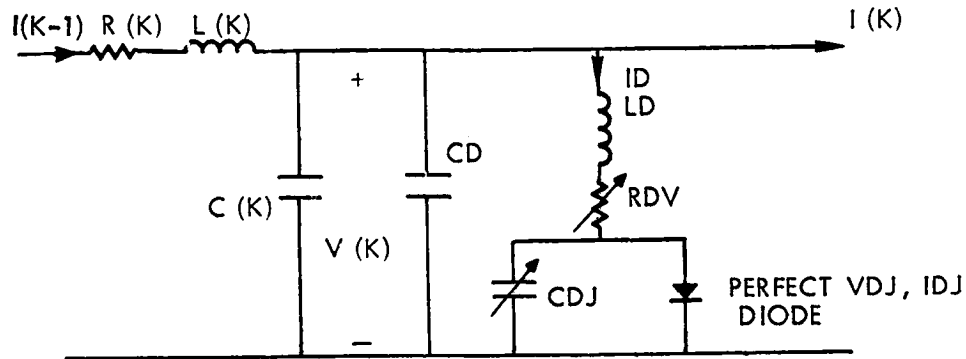 I(K-1) R (K) L (K) I (K)
+
ID
LD
CD
RDV
C (K)
V (K)
CDJ
PERFECT VDJ, IDJ
DIODE
−